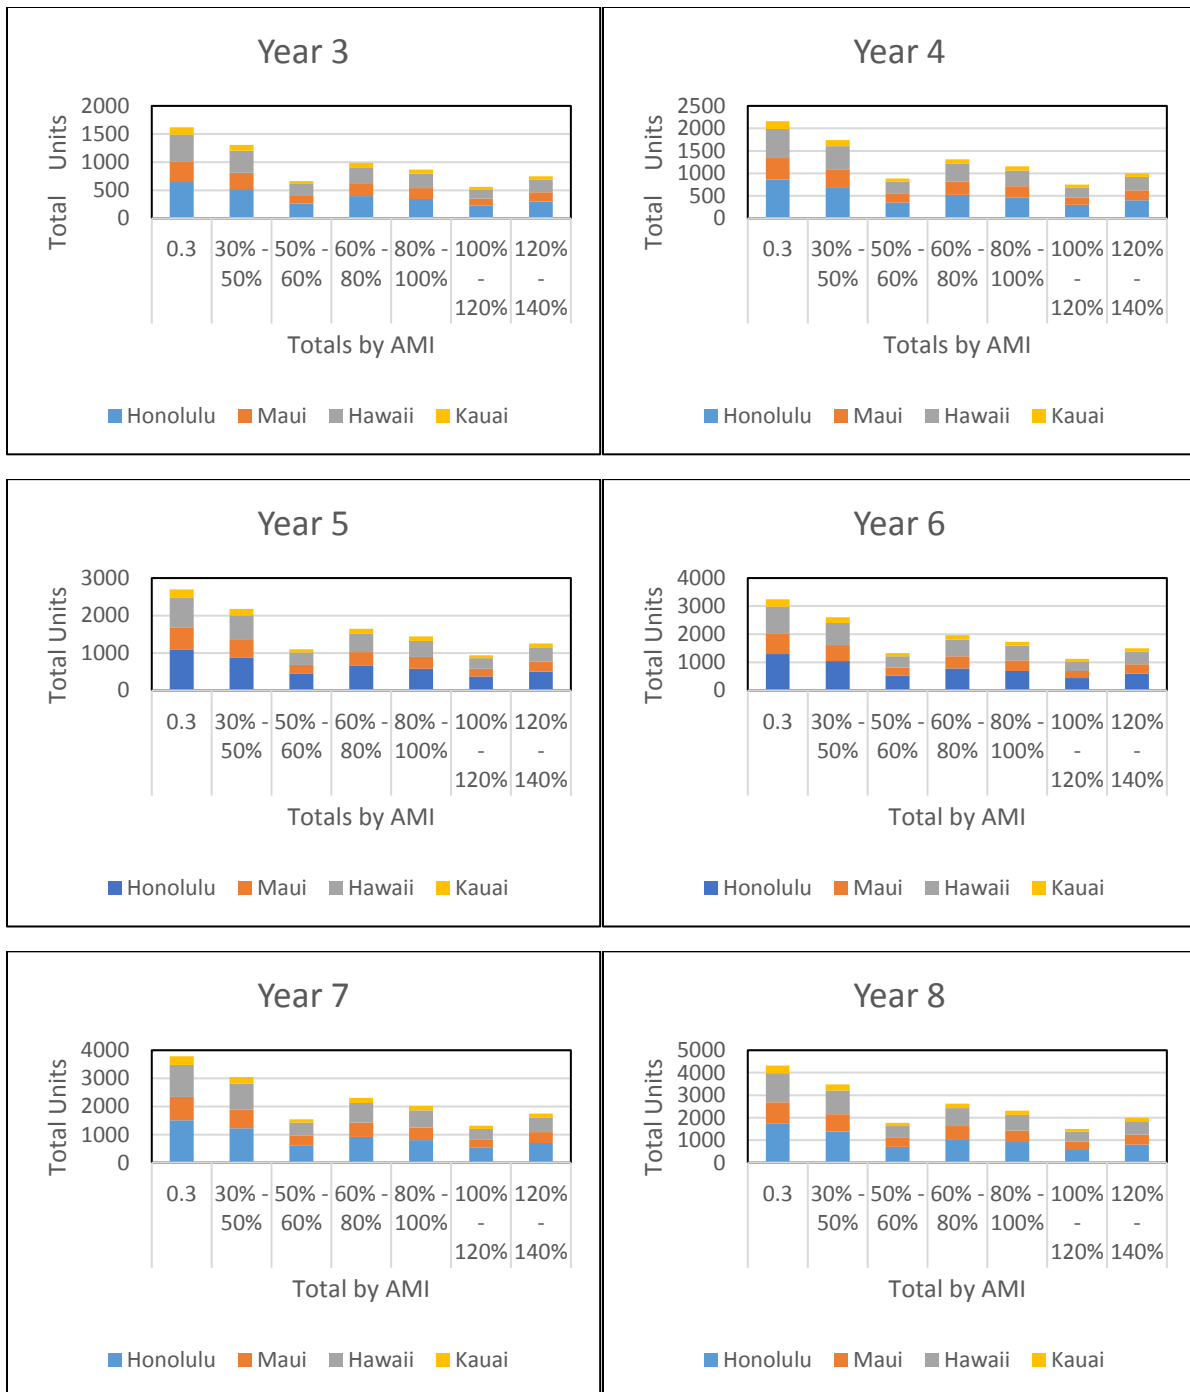 Year 3
Total Units
2000
1500
1000
500
0
0.3
30% - 50%
50% - 60%
60% - 80%
80% - 100%
100% - 120%
120% - 140%
Totals by AMI
Honolulu Maui Hawaii Kauai
Year 4
Total Units
2500
2000
1500
1000
500
0
0.3
30% - 50%
50% - 60%
60% - 80%
80% - 100%
100% - 120%
120% - 140%
Totals by AMI
Honolulu Maui Hawaii Kauai
Year 5
Total Units
3000
2000
1000
0
0.3
30% - 50%
50% - 60%
60% - 80%
80% - 100%
100% - 120%
120% - 140%
Totals by AMI
Honolulu Maui Hawaii Kauai
Year 6
Total Units
4000
3000
2000
1000
0
0.3
30% - 50%
50% - 60%
60% - 80%
80% - 100%
100% - 120%
120% - 140%
Total by AMI
Honolulu Maui Hawaii Kauai
Year 7
Total Units
4000
3000
2000
1000
0
0.3
30% - 50%
50% - 60%
60% - 80%
80% - 100%
100% - 120%
120% - 140%
Total by AMI
Honolulu Maui Hawaii Kauai
Year 8
Total Units
5000
4000
3000
2000
1000
0
0.3
30% - 50%
50% - 60%
60% - 80%
80% - 100%
100% - 120%
120% - 140%
Total by AMI
Honolulu Maui Hawaii Kauai